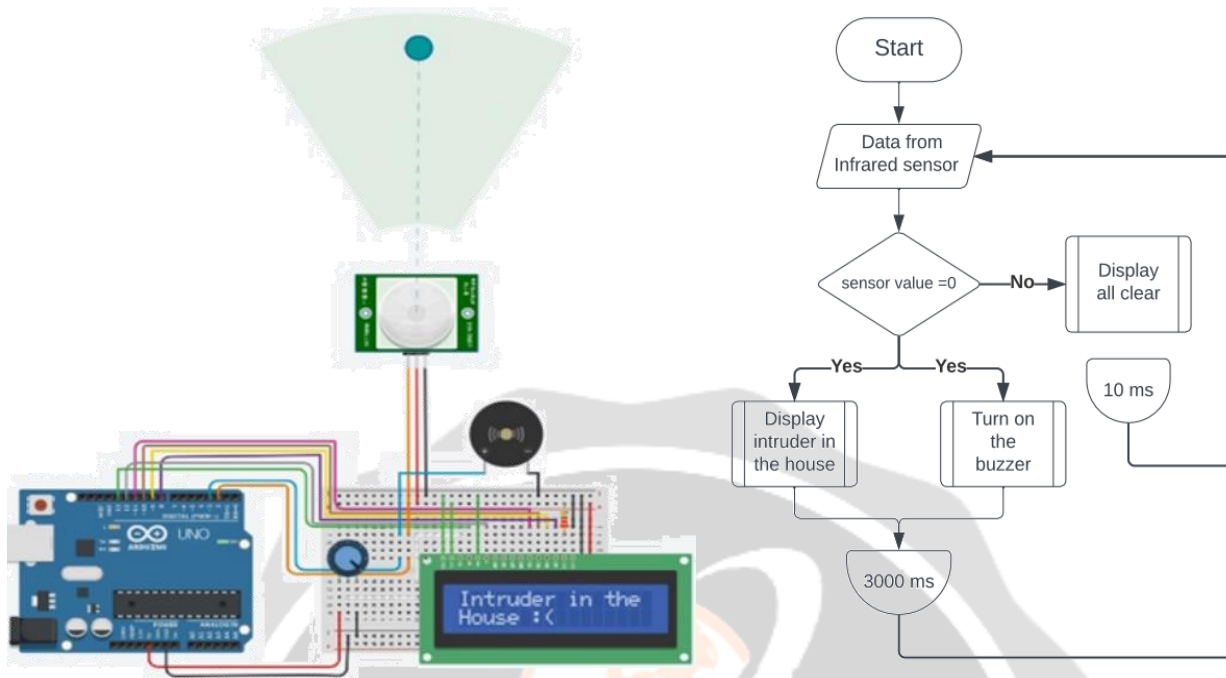 Start
Data from
Infrared sensor
sensor value =0
No
Display
all clear
Yes
Yes
10 ms
Display
intruder in
the house
Turn on
the
buzzer
3000 ms
UNO
Intruder in the
House :(